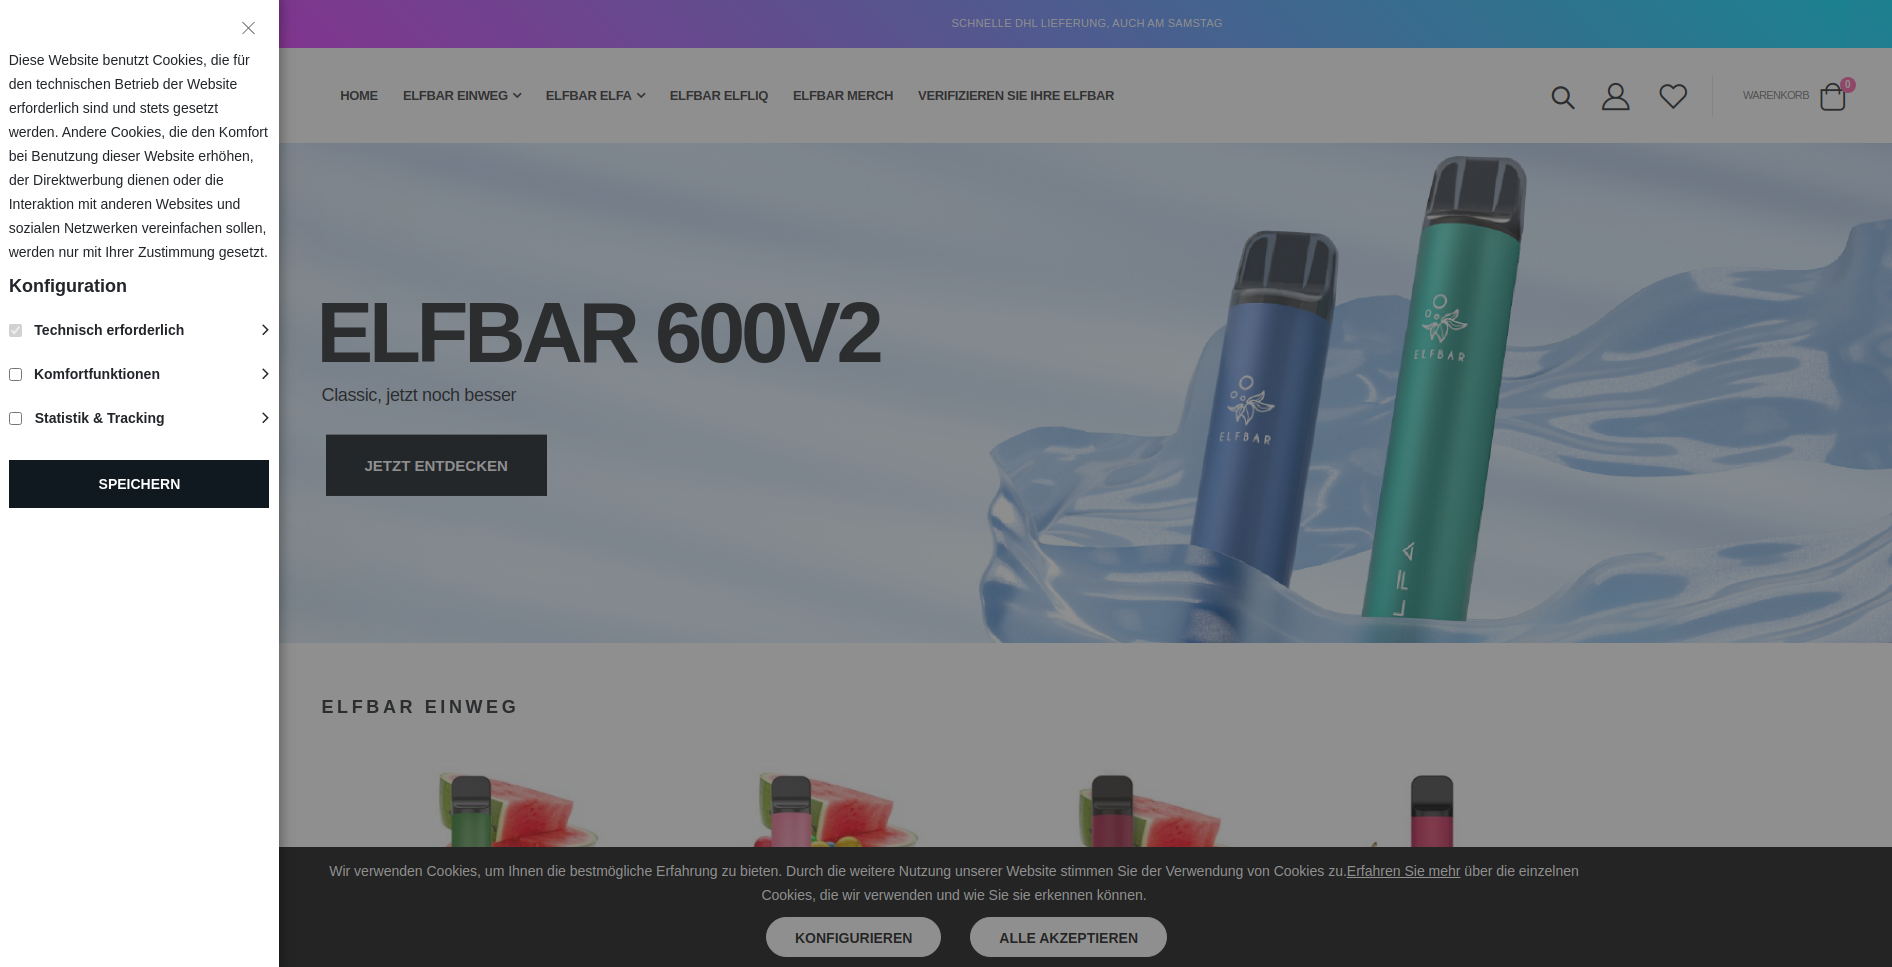 Diese Website benutzt Cookies, die für
den technischen Betrieb der Website
erforderlich sind und stets gesetzt
werden. Andere Cookies, die den Komfort
bei Benutzung dieser Website erhöhen,
der Direktwerbung dienen oder die
Interaktion mit anderen Websites und
sozialen Netzwerken vereinfachen sollen,
werden nur mit Ihrer Zustimmung gesetzt.
Konfiguration
Technisch erforderlich
Komfortfunktionen
Statistik & Tracking
SPEICHERN
SCHNELLE DHL LIEFERUNG, AUCH AM SAMSTAG
HOME ELFBAR EINWEG ELFBAR ELFA ELFBAR ELFLIQ ELFBAR MERCH VERIFIZIEREN SIE IHRE ELFBAR
WARENKORB 0
ELFBAR 600V2
Classic, jetzt noch besser
JETZT ENTDECKEN
ELFBAR
ELFBAR
LFA
ELFBAR EINWEG
Wir verwenden Cookies, um Ihnen die bestmögliche Erfahrung zu bieten. Durch die weitere Nutzung unserer Website stimmen Sie der Verwendung von Cookies zu.Erfahren Sie mehr über die einzelnen
Cookies, die wir verwenden und wie Sie sie erkennen können.
KONFIGURIEREN ALLE AKZEPTIEREN